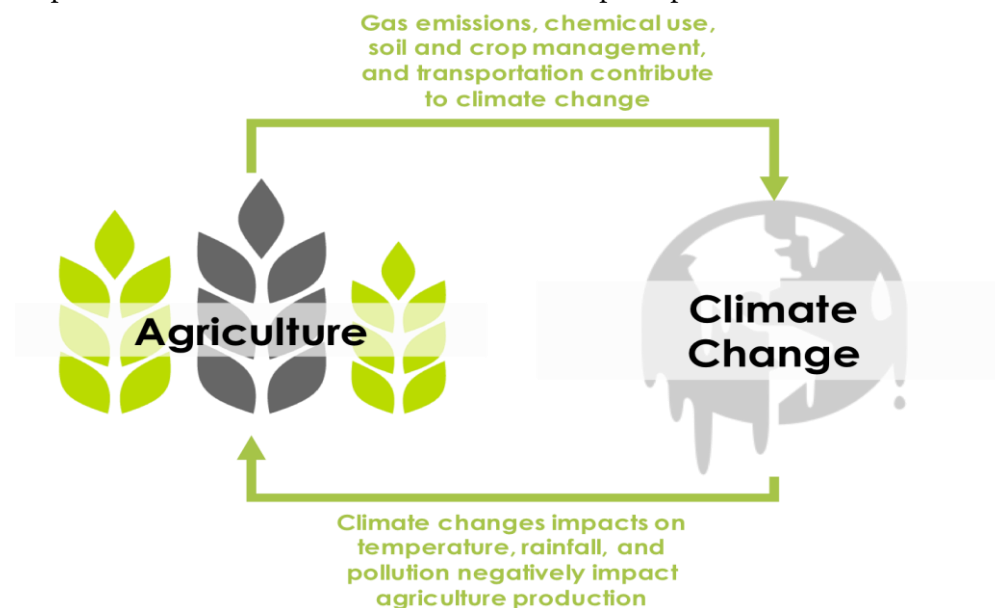 Gas emissions, chemical use,
soil and crop management,
and transportation contribute
to climate change
Agriculture
Climate
Change
Climate changes impacts on
temperature, rainfall, and
pollution negatively impact
agriculture production